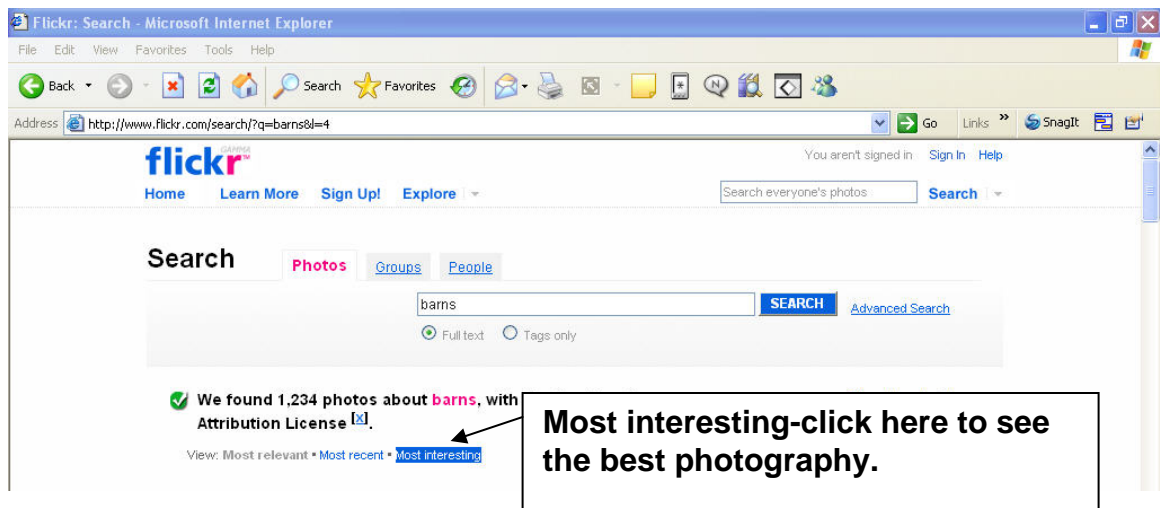 Flickr: Search - Microsoft Internet Explorer
File Edit View Favorites Tools Help
Back Search Favorites
Address http://www.flickr.com/search/?q=barns&l=4 Go Links » SnagIt
flickr GAMMA ™ You aren't signed in Sign In Help
Home Learn More Sign Up! Explore Search everyone's photos Search
Search Photos Groups People
barns SEARCH Advanced Search
Full text Tags only
We found 1,234 photos about barns, with
Attribution License [X].
View: Most relevant • Most recent • Most interesting
Most interesting-click here to see
the best photography.